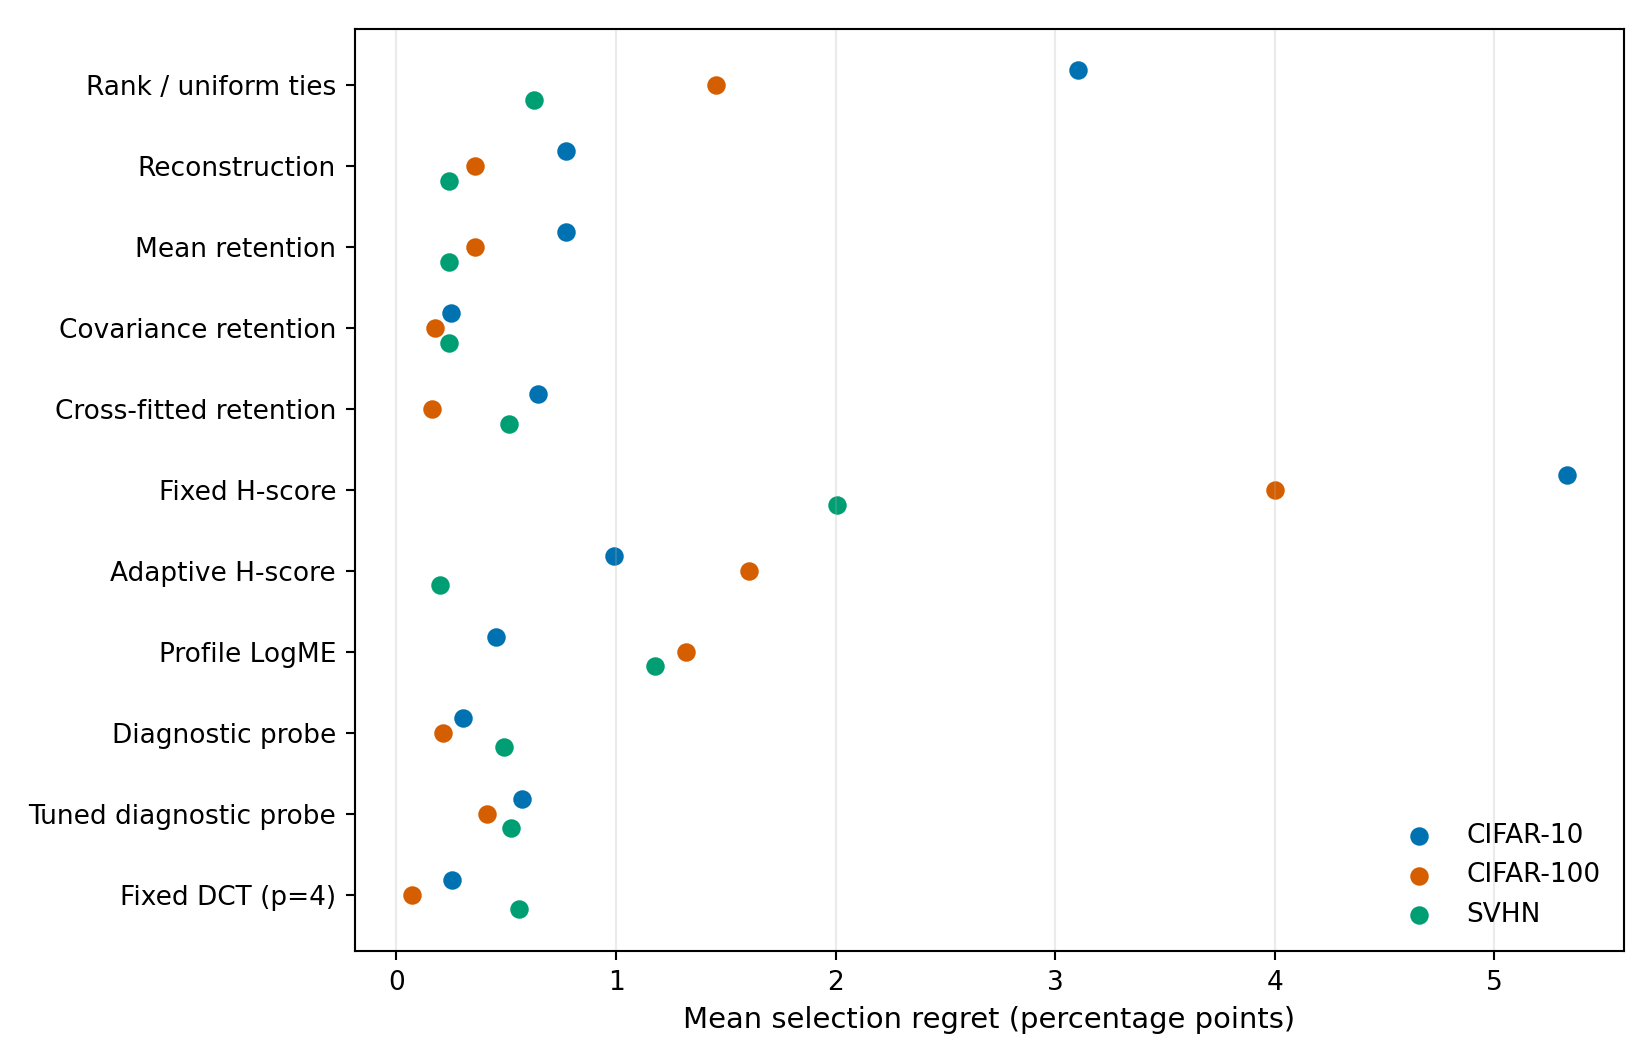 Rank / uniform ties
Reconstruction
Mean retention
Covariance retention
Cross-fitted retention
Fixed H-score
Adaptive H-score
Profile LogME
Diagnostic probe
Tuned diagnostic probe
Fixed DCT (p=4)
CIFAR-10
CIFAR-100
SVHN
0 1 2 3 4 5
Mean selection regret (percentage points)